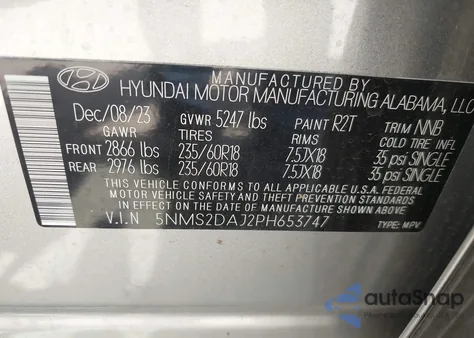 MANUFACTURED BY
HYUNDAI MOTOR MANUFACTURING ALABAMA, LLC
Dec/08/23 GVWR 5247 lbs PAINT R2T TRIM NNB
GAWR TIRES RIMS COLD TIRE INFL
FRONT 2866 lbs 235/60R18 7.5JX18 35 psi SINGLE
REAR 2976 lbs 235/60R18 7.5JX18 35 psi SINGLE
THIS VEHICLE CONFORMS TO ALL APPLICABLE U.S.A. FEDERAL
MOTOR VEHICLE SAFETY AND THEFT PREVENTION STANDARDS
IN EFFECT ON THE DATE OF MANUFACTURE SHOWN ABOVE.
V.I.N 5NMS2DAJ2PH653747 TYPE: MPV
autoSnap